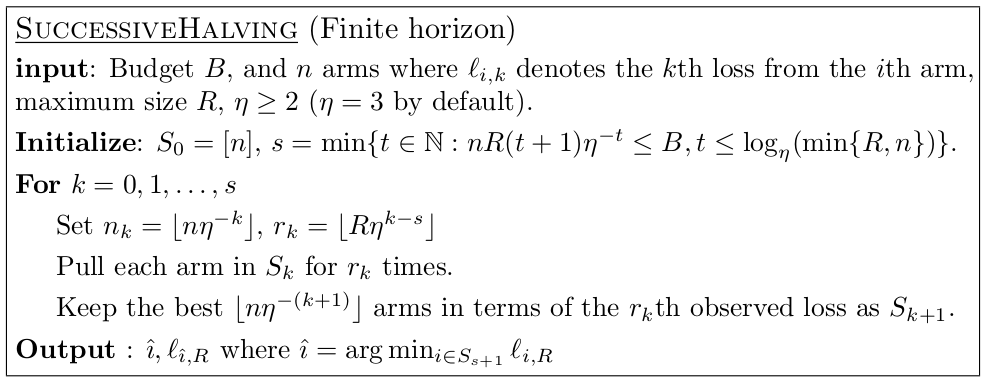 SUCCESSIVEHALVING (Finite horizon)
input: Budget B, and n arms where ℓ_{i,k} denotes the kth loss from the ith arm,
maximum size R, η ≥ 2 (η = 3 by default).
Initialize: S_0 = [n], s = min{t ∈ ℕ : nR(t + 1)η^{−t} ≤ B, t ≤ log_η(min{R, n})}.
For k = 0, 1, . . . , s
Set n_k = ⌊nη^{−k}⌋, r_k = ⌊Rη^{k−s}⌋
Pull each arm in S_k for r_k times.
Keep the best ⌊nη^{−(k+1)}⌋ arms in terms of the r_kth observed loss as S_{k+1}.
Output : î, ℓ_{î,R} where î = arg min_{i∈S_{s+1}} ℓ_{i,R}